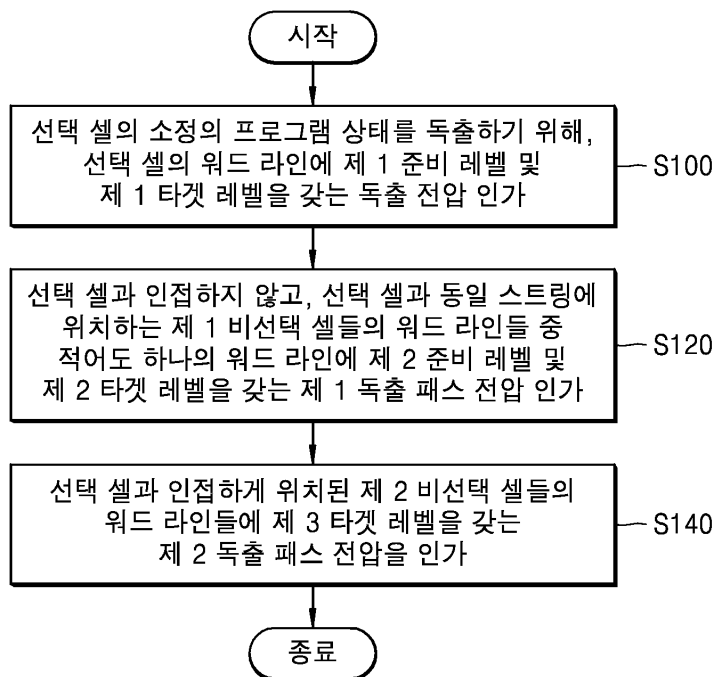 시작
선택 셀의 소정의 프로그램 상태를 독출하기 위해,
선택 셀의 워드 라인에 제 1 준비 레벨 및
제 1 타겟 레벨을 갖는 독출 전압 인가
S100
선택 셀과 인접하지 않고, 선택 셀과 동일 스트링에
위치하는 제 1 비선택 셀들의 워드 라인들 중
적어도 하나의 워드 라인에 제 2 준비 레벨 및
제 2 타겟 레벨을 갖는 제 1 독출 패스 전압 인가
S120
선택 셀과 인접하게 위치된 제 2 비선택 셀들의
워드 라인들에 제 3 타겟 레벨을 갖는
제 2 독출 패스 전압을 인가
S140
종료